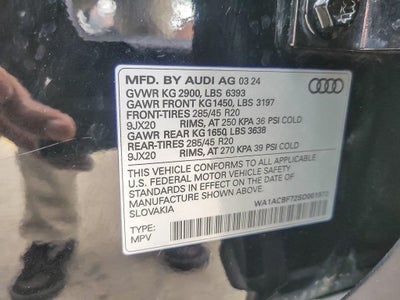 MFD. BY AUDI AG 03 24
GVWR KG 2900, LBS 6393
GAWR FRONT KG1450, LBS 3197
FRONT-TIRES 285/45 R20
9JX20 RIMS, AT 250 KPA 36 PSI COLD
GAWR REAR KG 1650, LBS 3638
REAR-TIRES 285/45 R20
9JX20 RIMS, AT 270 KPA 39 PSI COLD
THIS VEHICLE CONFORMS TO ALL APPLICABLE
U.S. FEDERAL MOTOR VEHICLE SAFETY
STANDARDS IN EFFECT ON THE DATE OF
MANUFACTURE SHOWN ABOVE.
SLOVAKIA
WA1ACBF72SD001972
TYPE:
MPV